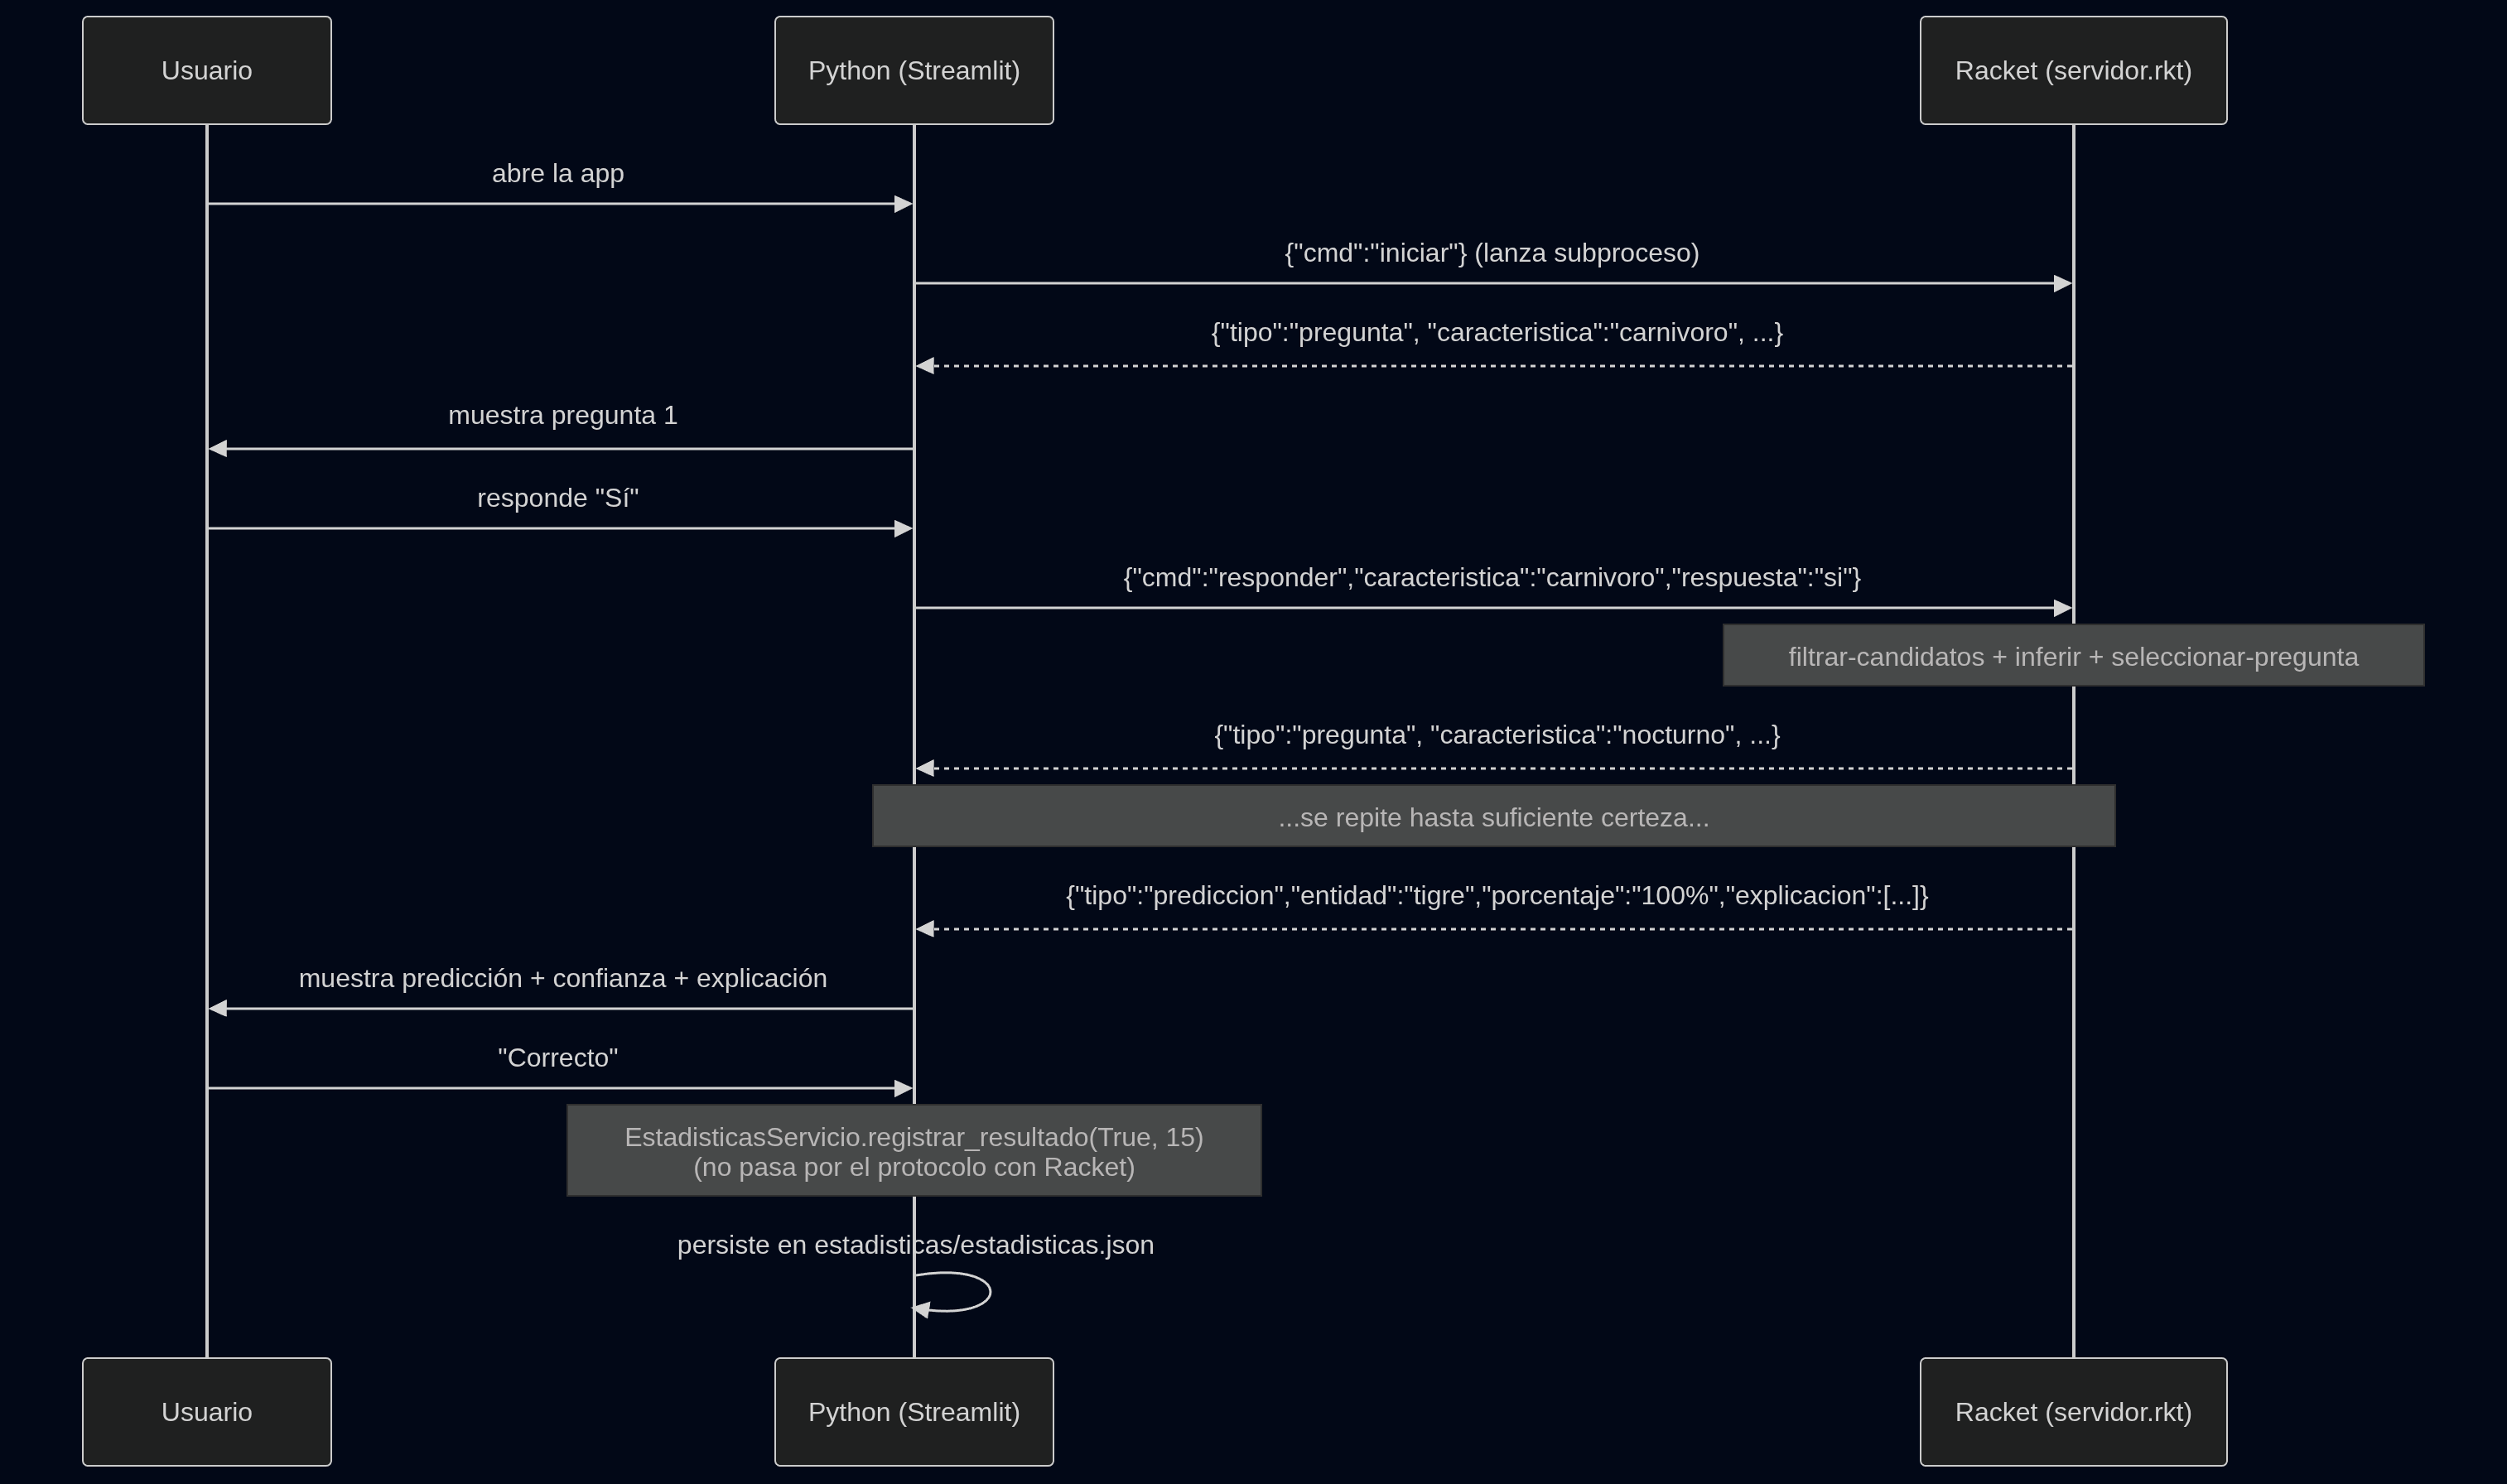 Usuario
Python (Streamlit)
Racket (servidor.rkt)
abre la app
{"cmd":"iniciar"} (lanza subproceso)
{"tipo":"pregunta", "caracteristica":"carnivoro", ...}
muestra pregunta 1
responde "Sí"
{"cmd":"responder","caracteristica":"carnivoro","respuesta":"si"}
filtrar-candidatos + inferir + seleccionar-pregunta
{"tipo":"pregunta", "caracteristica":"nocturno", ...}
...se repite hasta suficiente certeza...
{"tipo":"prediccion","entidad":"tigre","porcentaje":"100%","explicacion":[...]}
muestra predicción + confianza + explicación
"Correcto"
EstadisticasServicio.registrar_resultado(True, 15)
(no pasa por el protocolo con Racket)
persiste en estadisticas/estadisticas.json
Usuario
Python (Streamlit)
Racket (servidor.rkt)